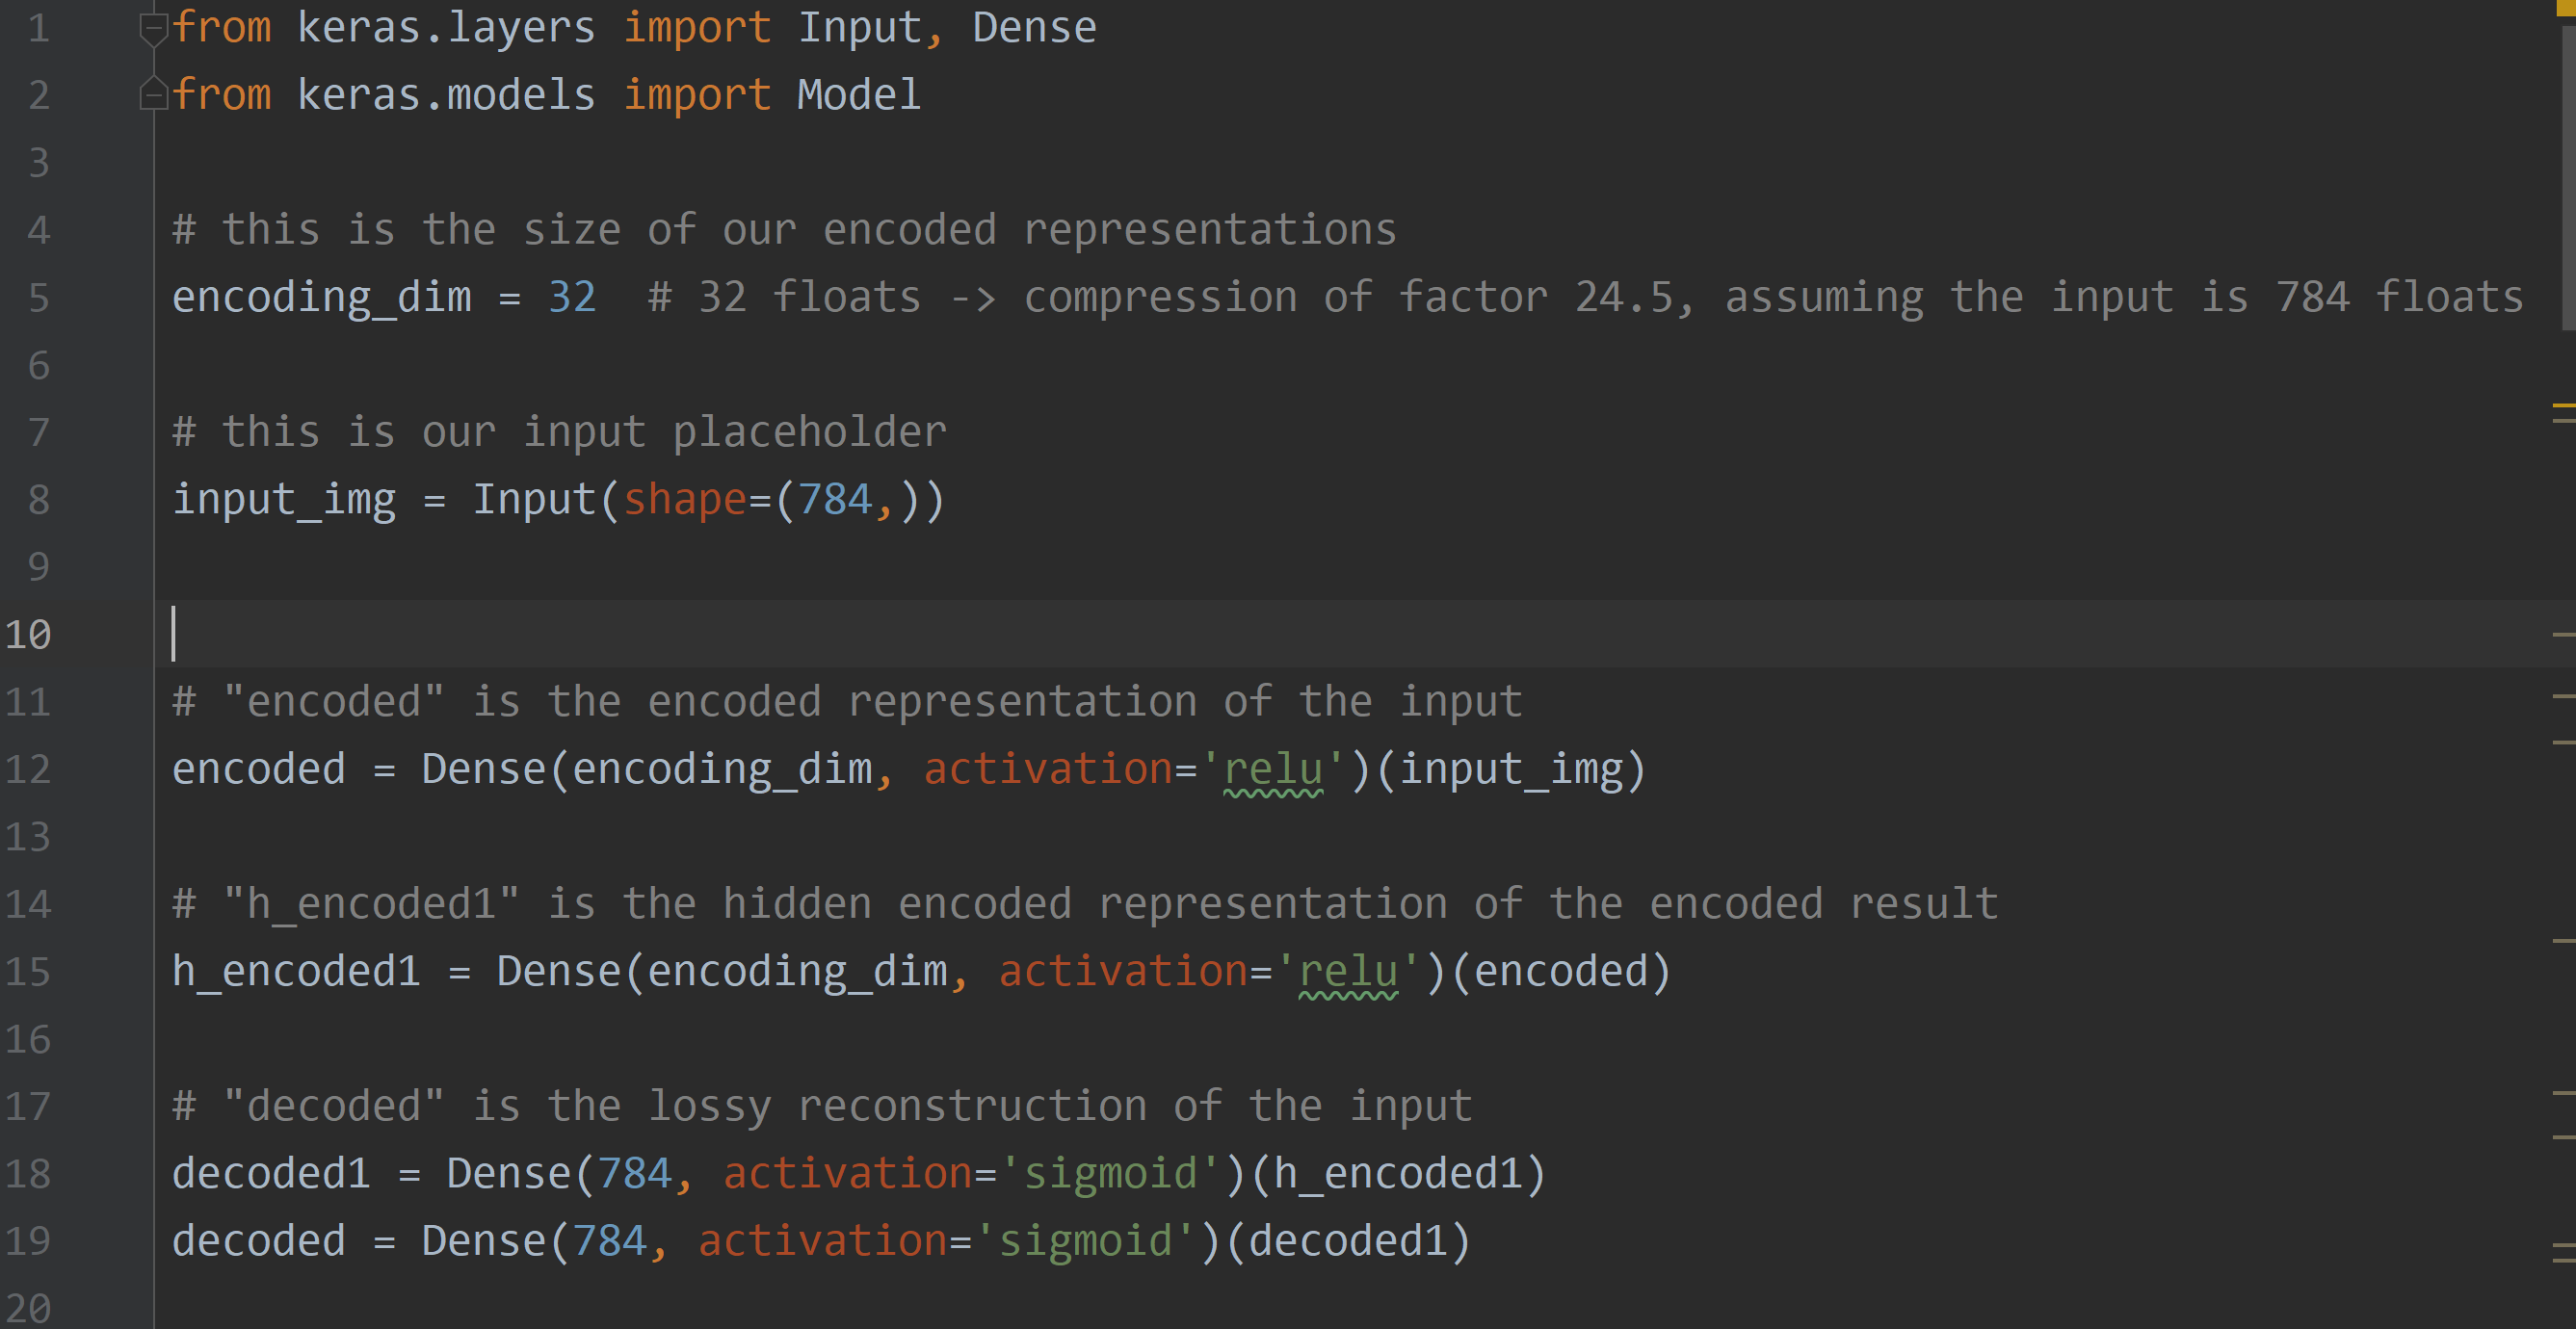 1 from keras.layers import Input, Dense
2 from keras.models import Model
3
4 # this is the size of our encoded representations
5 encoding_dim = 32  # 32 floats -> compression of factor 24.5, assuming the input is 784 floats
6
7 # this is our input placeholder
8 input_img = Input(shape=(784,))
9
10
11 # "encoded" is the encoded representation of the input
12 encoded = Dense(encoding_dim, activation='relu')(input_img)
13
14 # "h_encoded1" is the hidden encoded representation of the encoded result
15 h_encoded1 = Dense(encoding_dim, activation='relu')(encoded)
16
17 # "decoded" is the lossy reconstruction of the input
18 decoded1 = Dense(784, activation='sigmoid')(h_encoded1)
19 decoded = Dense(784, activation='sigmoid')(decoded1)
20